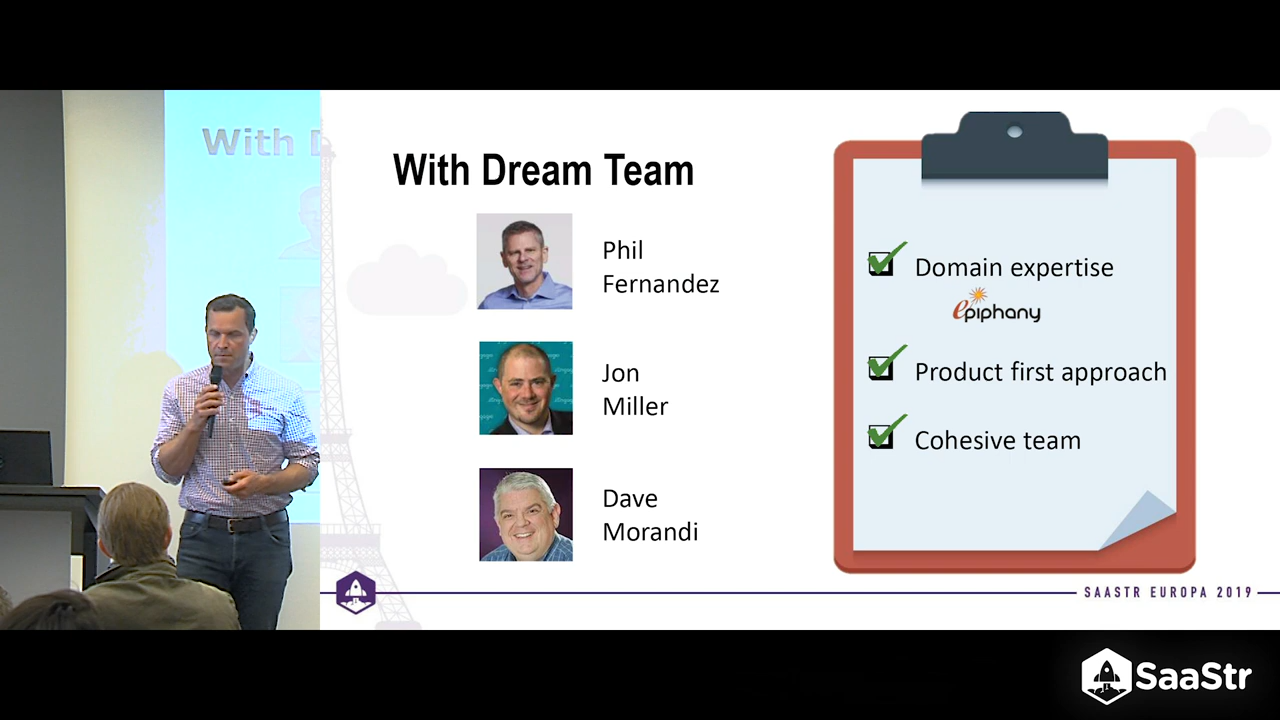 With D
With Dream Team
Phil
Fernandez
Jon
Miller
Dave
Morandi
Domain expertise
epiphany
Product first approach
Cohesive team
SAASTR EUROPA 2019
SaaStr